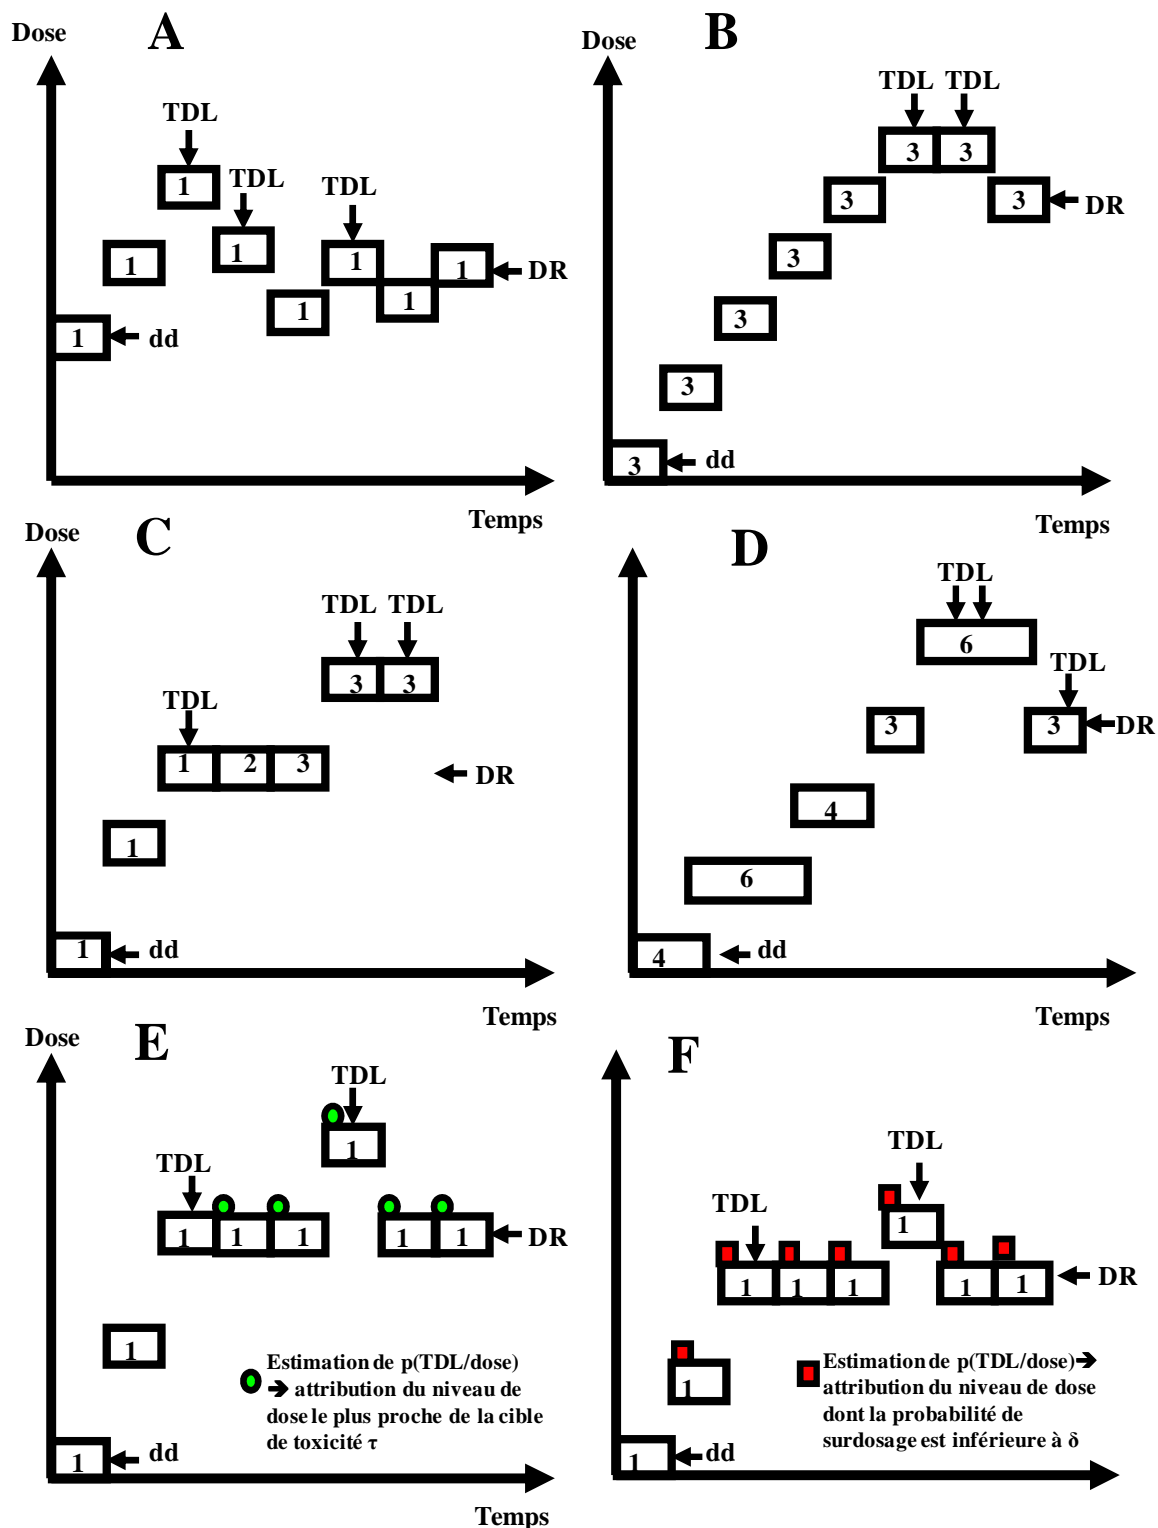 A
Dose
TDL
1
TDL
1
TDL
1
1
1
1
1
DR
1
dd
Temps
B
Dose
TDL
TDL
3
3
3
3
DR
3
3
3
3
dd
Temps
C
Dose
TDL
TDL
3
3
TDL
1
2
3
DR
1
1
dd
Temps
D
TDL
6
TDL
3
3
DR
4
6
4
dd
Temps
E
Dose
TDL
1
TDL
1
1
1
1
1
DR
1
Estimation de p(TDL/dose)
➔ attribution du niveau de
dose le plus proche de la cible
de toxicité τ
1
dd
Temps
F
TDL
1
TDL
1
1
1
1
1
DR
1
Estimation de p(TDL/dose)➔
attribution du niveau de dose
dont la probabilité de
surdosage est inférieure à δ
1
dd